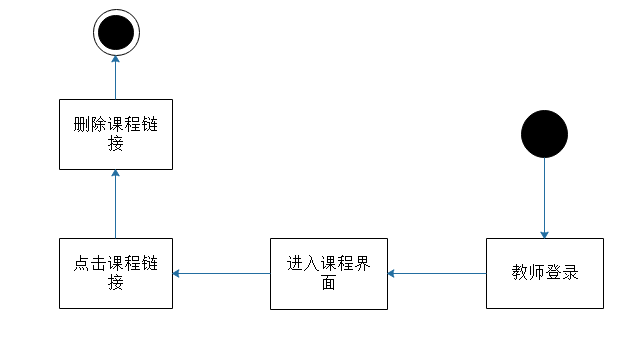 删除课程链
接
点击课程链
接
进入课程界
面
教师登录